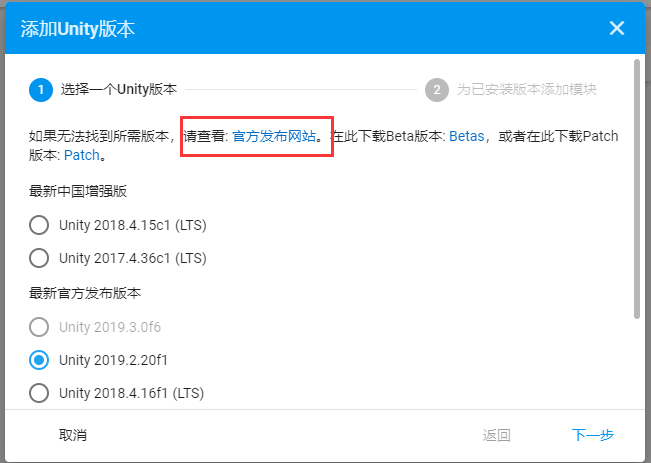 添加Unity版本
1 选择一个Unity版本 2 为已安装版本添加模块
如果无法找到所需版本，请查看: 官方发布网站。在此下载Beta版本: Betas，或者在此下载Patch
版本: Patch。
最新中国增强版
Unity 2018.4.15c1 (LTS)
Unity 2017.4.36c1 (LTS)
最新官方发布版本
Unity 2019.3.0f6
Unity 2019.2.20f1
Unity 2018.4.16f1 (LTS)
取消 返回 下一步